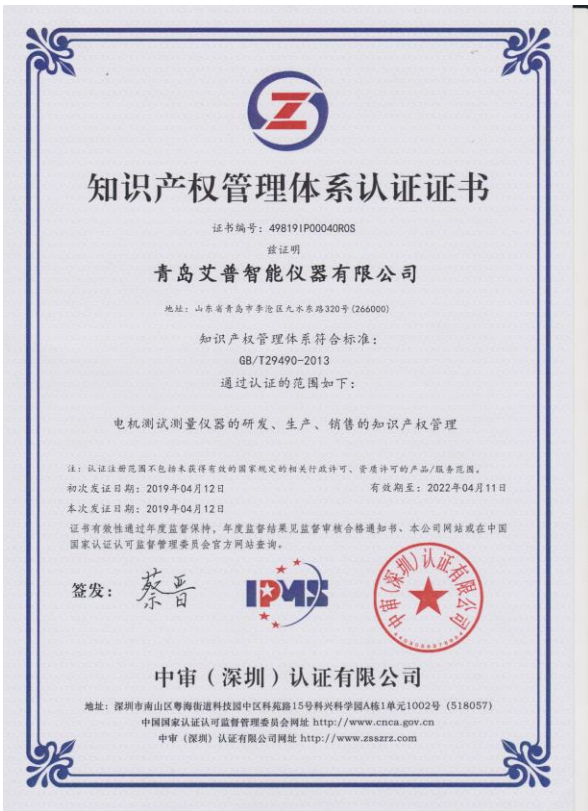 知识产权管理体系认证证书
证书编号：49819IP00040R0S
兹证明
青岛艾普智能仪器有限公司
地址：山东省青岛市李沧区九水东路320号(266000)
知识产权管理体系符合标准：
GB/T29490-2013
通过认证的范围如下：
电机测试测量仪器的研发、生产、销售的知识产权管理
注：认证注册范围不包括未获得有效的国家规定的相关行政许可、资质许可的产品/服务范围。
初次发证日期：2019年04月12日 有效期至：2022年04月11日
本次发证日期：2019年04月12日
证书有效性通过年度监督保持，年度监督结果见监督审核合格通知书、本公司网站或在中国
国家认证认可监督管理委员会官方网站查询。
签发：
IPMS
中审(深圳)认证有限公司
中审（深圳）认证有限公司
地址：深圳市南山区粤海街道科技园中区科苑路15号科兴科学园A栋1单元1002号（518057）
中国国家认证认可监督管理委员会网址 http://www.cnca.gov.cn
中审（深圳）认证有限公司网址 http://www.zsszrz.com